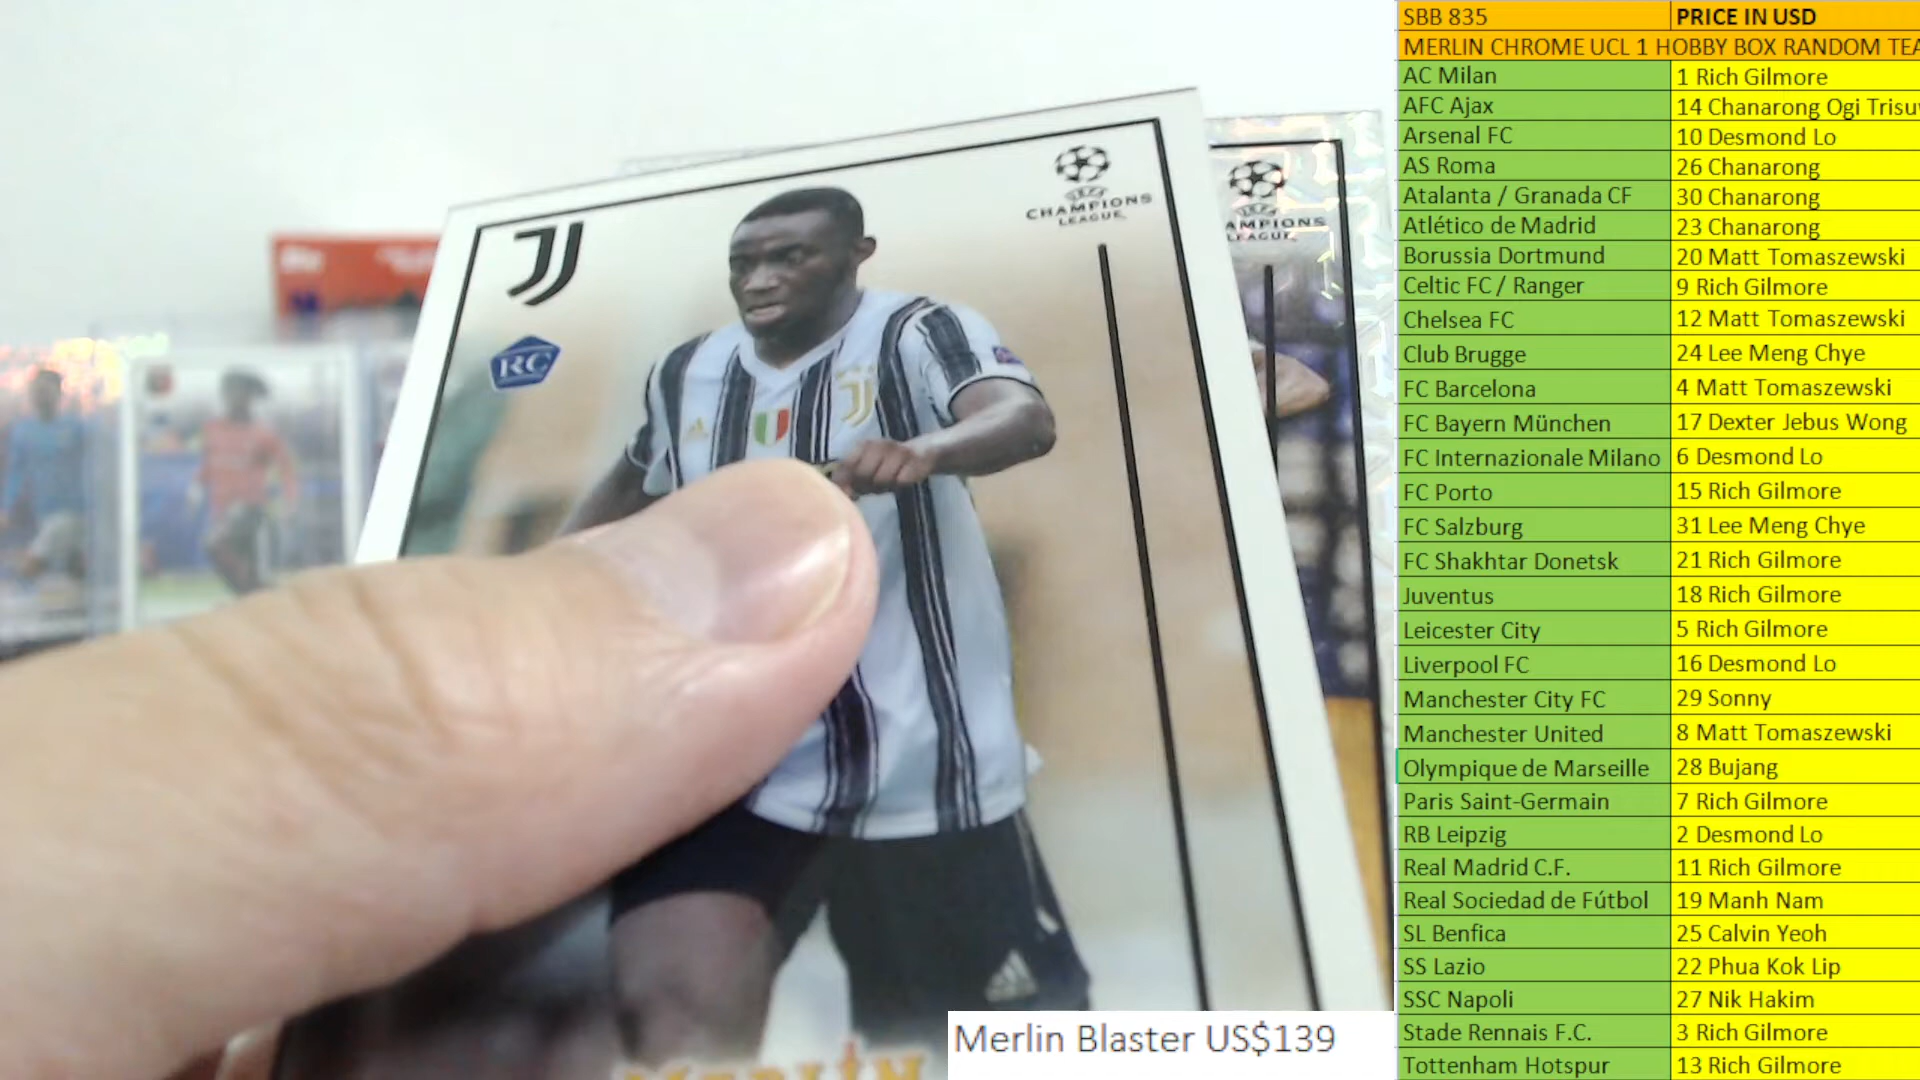 CHAMPIONS
LEAGUE
RC
AMPIONS
MERLIN
Merlin Blaster US$139
SBB 835 PRICE IN USD
MERLIN CHROME UCL 1 HOBBY BOX RANDOM TEA
AC Milan 1 Rich Gilmore
AFC Ajax 14 Chanarong Ogi Trisuw
Arsenal FC 10 Desmond Lo
AS Roma 26 Chanarong
Atalanta / Granada CF 30 Chanarong
Atlético de Madrid 23 Chanarong
Borussia Dortmund 20 Matt Tomaszewski
Celtic FC / Ranger 9 Rich Gilmore
Chelsea FC 12 Matt Tomaszewski
Club Brugge 24 Lee Meng Chye
FC Barcelona 4 Matt Tomaszewski
FC Bayern München 17 Dexter Jebus Wong
FC Internazionale Milano 6 Desmond Lo
FC Porto 15 Rich Gilmore
FC Salzburg 31 Lee Meng Chye
FC Shakhtar Donetsk 21 Rich Gilmore
Juventus 18 Rich Gilmore
Leicester City 5 Rich Gilmore
Liverpool FC 16 Desmond Lo
Manchester City FC 29 Sonny
Manchester United 8 Matt Tomaszewski
Olympique de Marseille 28 Bujang
Paris Saint-Germain 7 Rich Gilmore
RB Leipzig 2 Desmond Lo
Real Madrid C.F. 11 Rich Gilmore
Real Sociedad de Fútbol 19 Manh Nam
SL Benfica 25 Calvin Yeoh
SS Lazio 22 Phua Kok Lip
SSC Napoli 27 Nik Hakim
Stade Rennais F.C. 3 Rich Gilmore
Tottenham Hotspur 13 Rich Gilmore